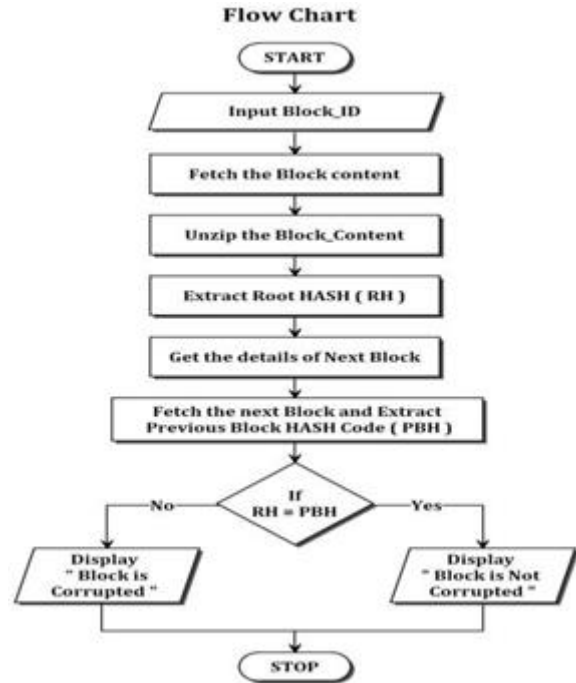 Flow Chart
START
Input Block_ID
Fetch the Block content
Unzip the Block_Content
Extract Root HASH ( RH )
Get the details of Next Block
Fetch the next Block and Extract
Previous Block HASH Code ( PBH )
If
RH = PBH
No
Yes
Display
" Block is
Corrupted "
Display
" Block is Not
Corrupted "
STOP